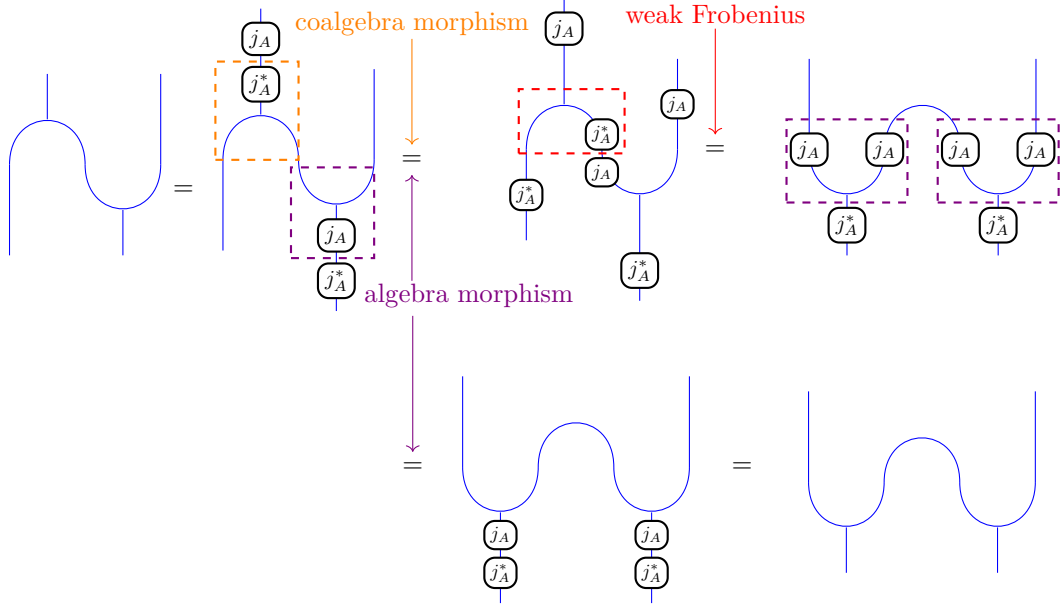 coalgebra morphism
weak Frobenius
j_A
j_A^*
=
=
j_A
j_A^*
j_A
j_A^*
j_A
j_A
j_A^*
=
j_A
j_A
j_A
j_A
j_A^*
j_A^*
j_A
j_A^*
=
algebra morphism
=
j_A
j_A^*
j_A
j_A^*
=